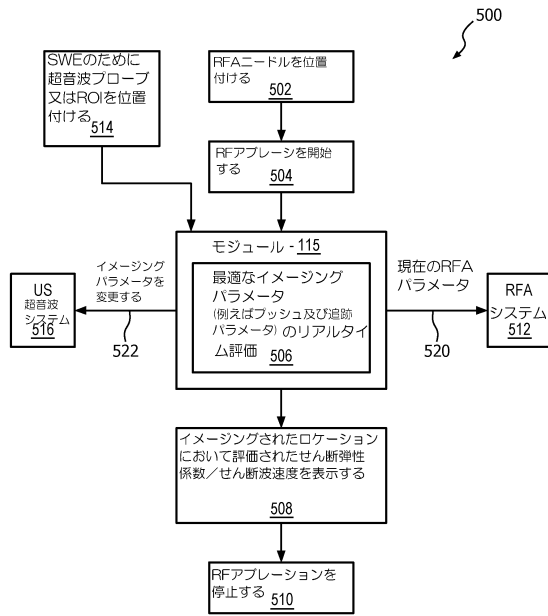 500
SWEのために
超音波プローブ
又はROIを位置
付ける
514
RFAニードルを位置
付ける
502
RFアブレーシを開始
する
504
モジュール - 115
最適なイメージング
パラメータ
(例えばプッシュ及び追跡
パラメータ) のリアルタイ
ム評価
506
イメージング
パラメータを
変更する
522
US
超音波
システム
516
現在のRFA
パラメータ
520
RFA
システム
512
イメージングされたロケーション
において評価されたせん断弾性
係数/せん断波速度を表示する
508
RFアブレーションを
停止する
510